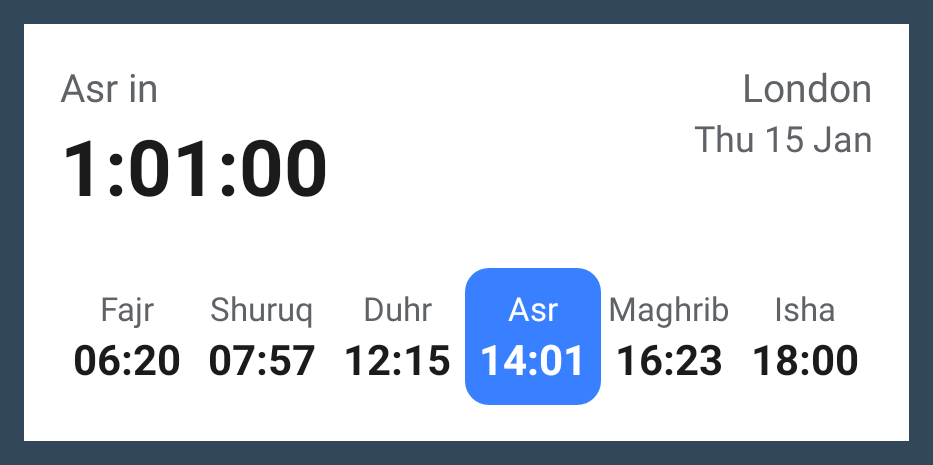 Asr in
1:01:00
London
Thu 15 Jan
Fajr Shuruq Duhr Asr Maghrib Isha
06:20 07:57 12:15 14:01 16:23 18:00